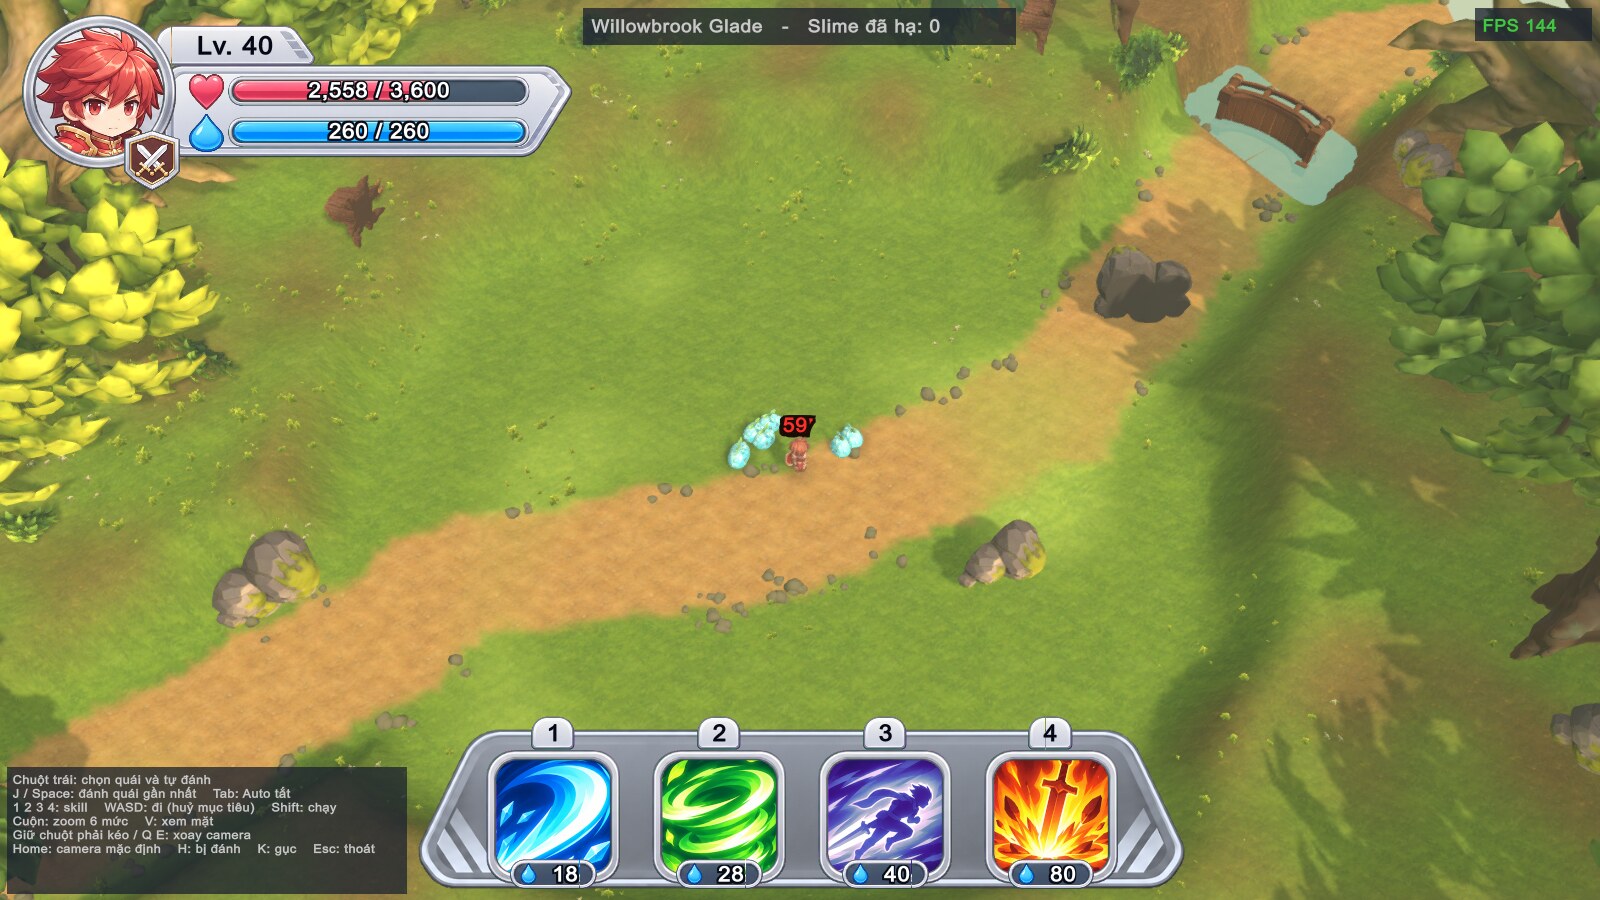 Lv. 40
2,558 / 3,600
260 / 260
Willowbrook Glade - Slime đã hạ: 0
FPS 144
59
1
2
3
4
18
28
40
80
Chuột trái: chọn quái và tự đánh
J / Space: đánh quái gần nhất Tab: Auto tắt
1 2 3 4: skill WASD: đi (huỷ mục tiêu) Shift: chạy
Cuộn: zoom 6 mức V: xem mặt
Giữ chuột phải kéo / Q E: xoay camera
Home: camera mặc định H: bị đánh K: gục Esc: thoát